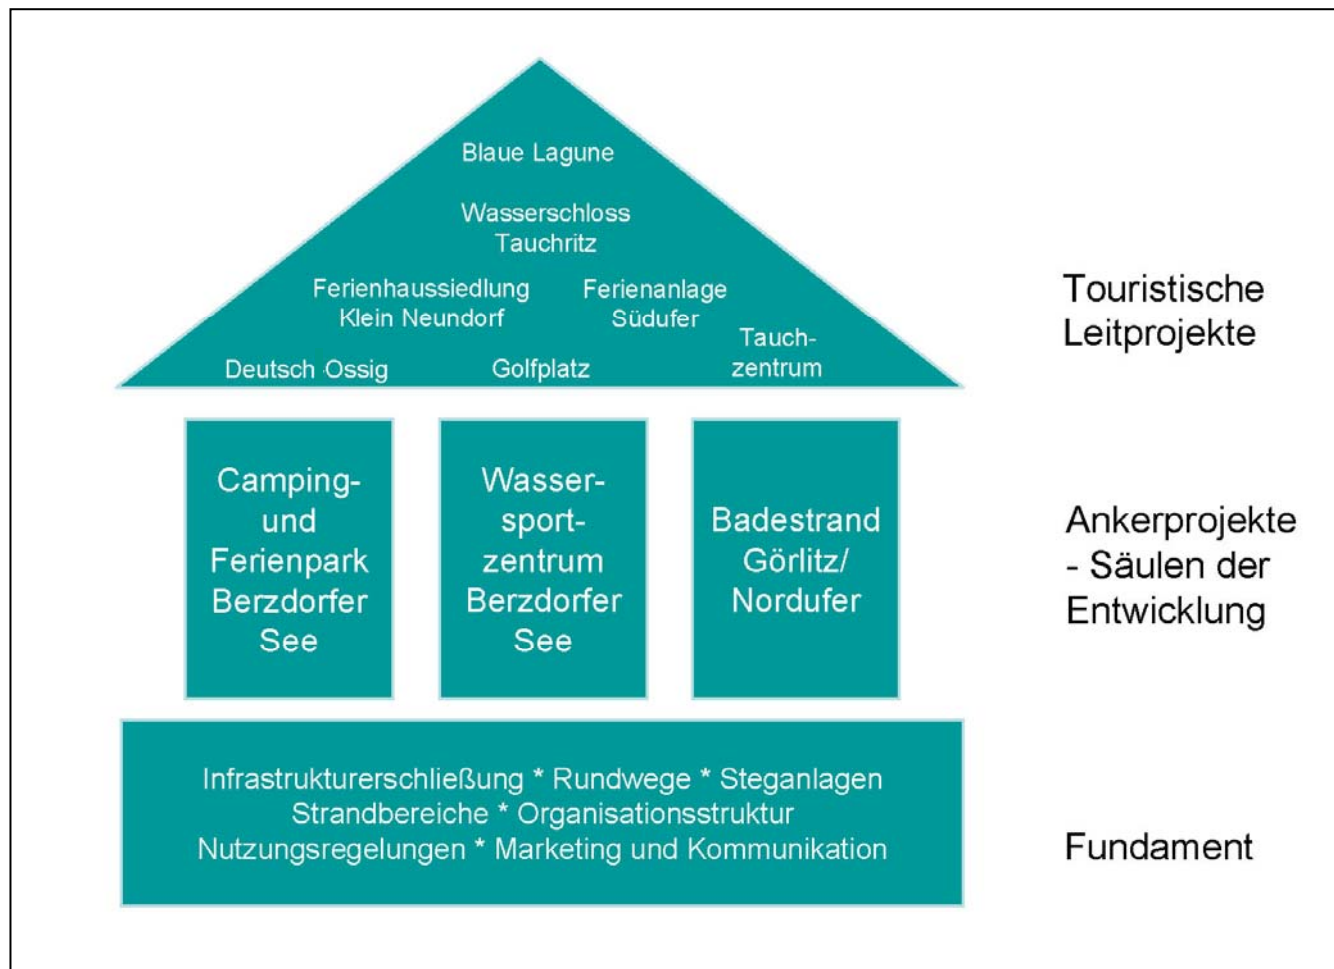 Blaue Lagune
Wasserschloss
Tauchritz
Ferienhaussiedlung
Klein Neundorf
Ferienanlage
Südufer
Tauch-
zentrum
Deutsch Ossig
Golfplatz
Touristische
Leitprojekte
Camping-
und
Ferienpark
Berzdorfer
See
Wasser-
sport-
zentrum
Berzdorfer
See
Badestrand
Görlitz/
Nordufer
Ankerprojekte
- Säulen der
Entwicklung
Infrastrukturerschließung * Rundwege * Steganlagen
Strandbereiche * Organisationsstruktur
Nutzungsregelungen * Marketing und Kommunikation
Fundament